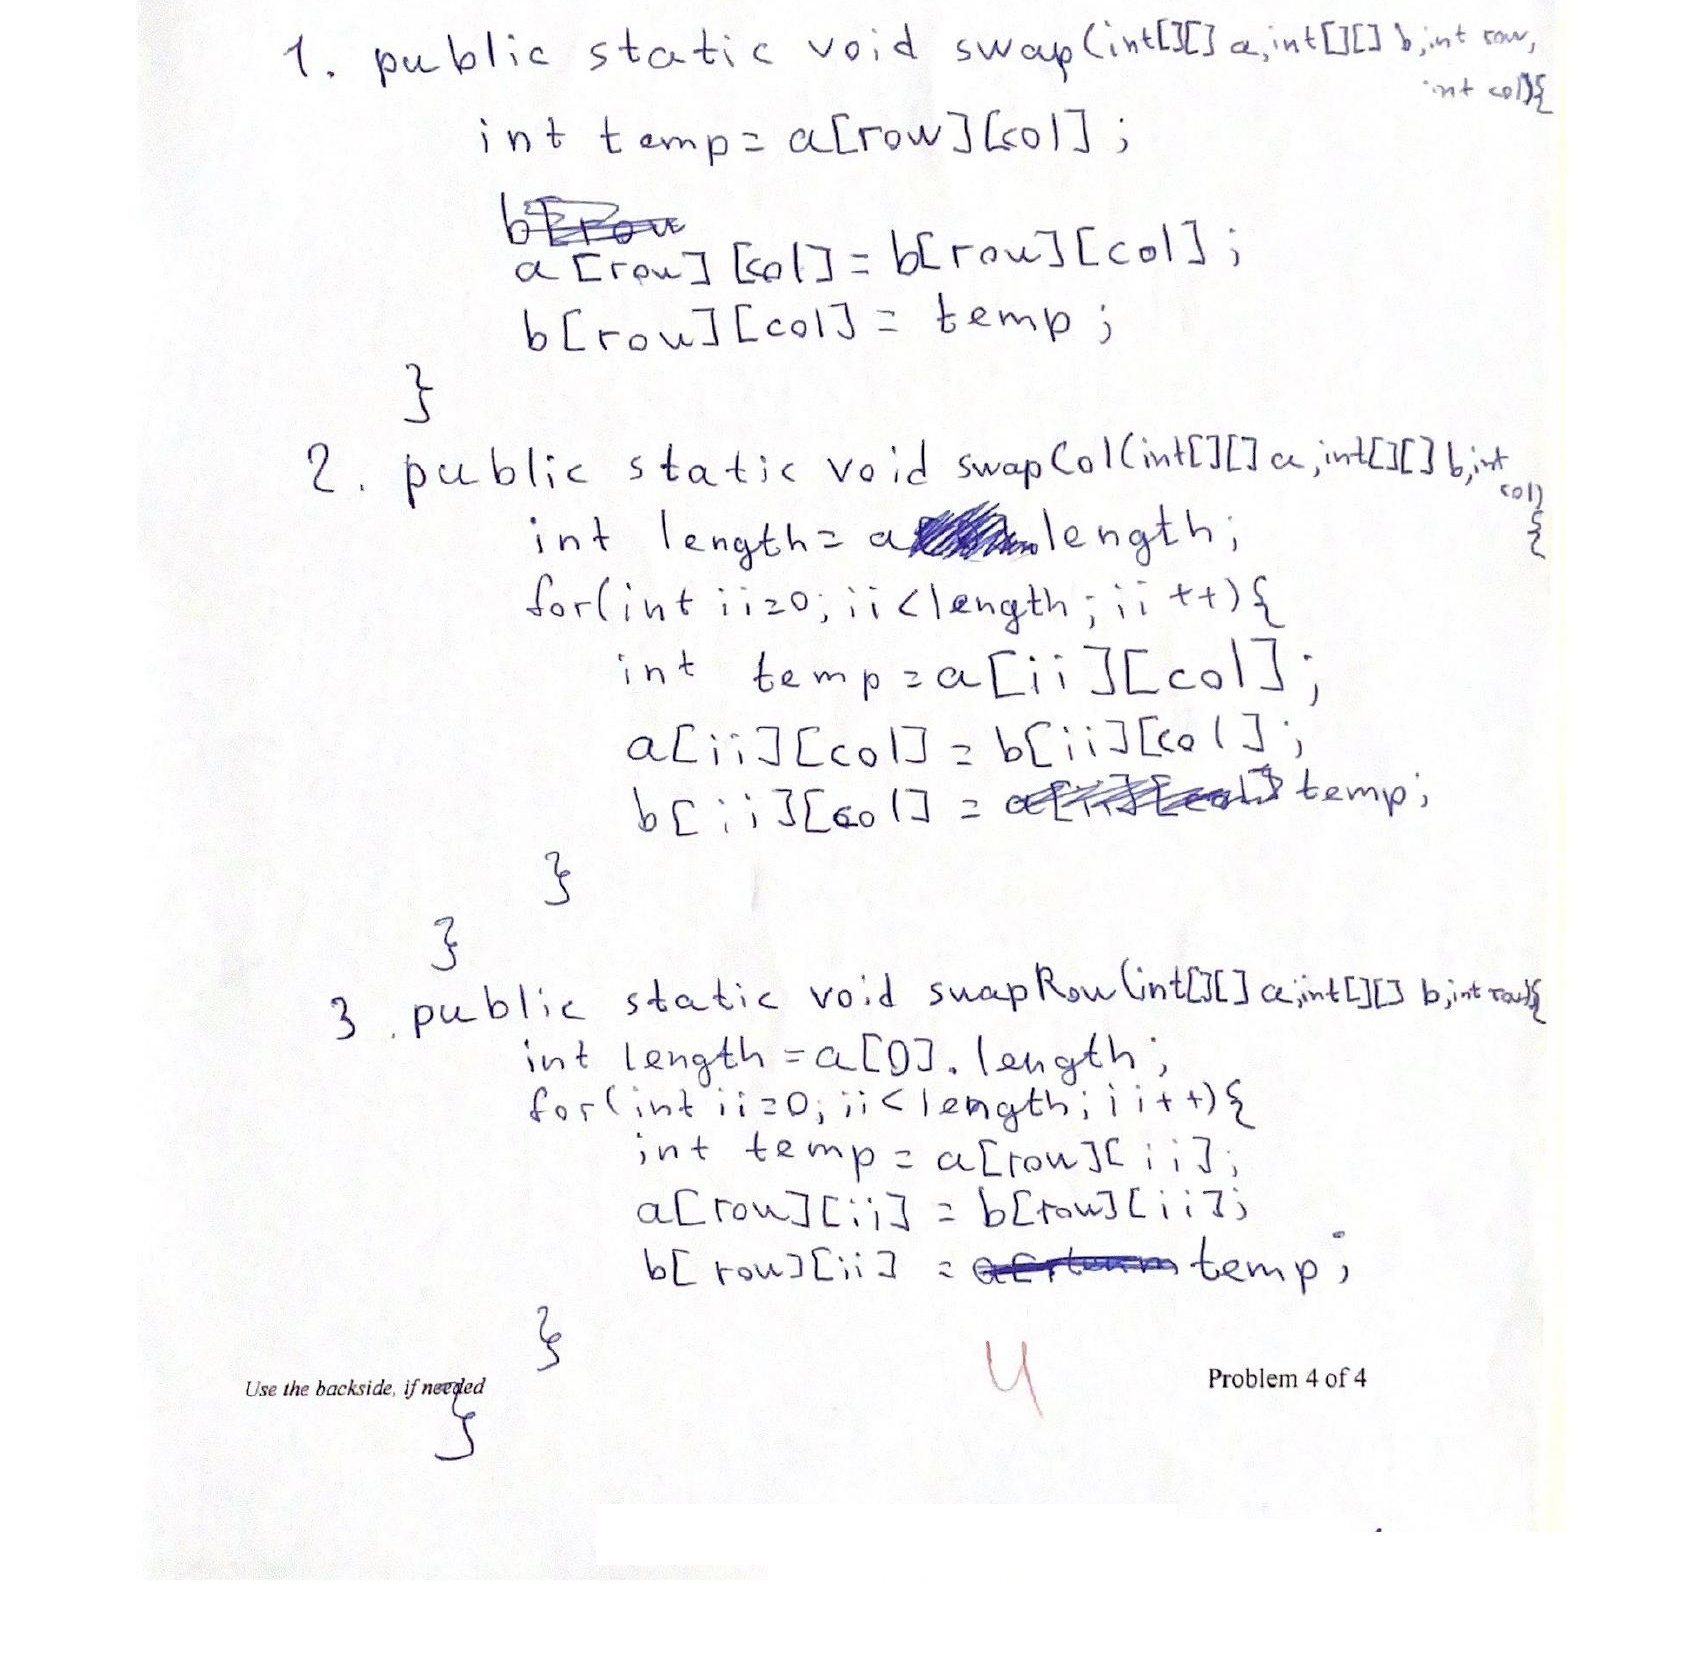 1. public static void swap(int[][] a,int[][] b,int row,
int col){
int temp= a[row][col];
a[row][col]= b[row][col];
b[row][col]= temp;
}
2. public static void swapCol(int[][] a,int[][] b,int
col)
{
int length= a.length;
for(int ii=0; ii<length; ii++){
int temp=a[ii][col];
a[ii][col] = b[ii][col];
b[ii][col] = temp;
}
}
3. public static void swapRow(int[][] a,int[][] b,int row){
int length = a[0].length;
for(int ii=0; ii<length; ii++){
int temp = a[row][ii];
a[row][ii] = b[row][ii];
b[row][ii] = temp;
}
4
Use the backside, if needed
Problem 4 of 4
}